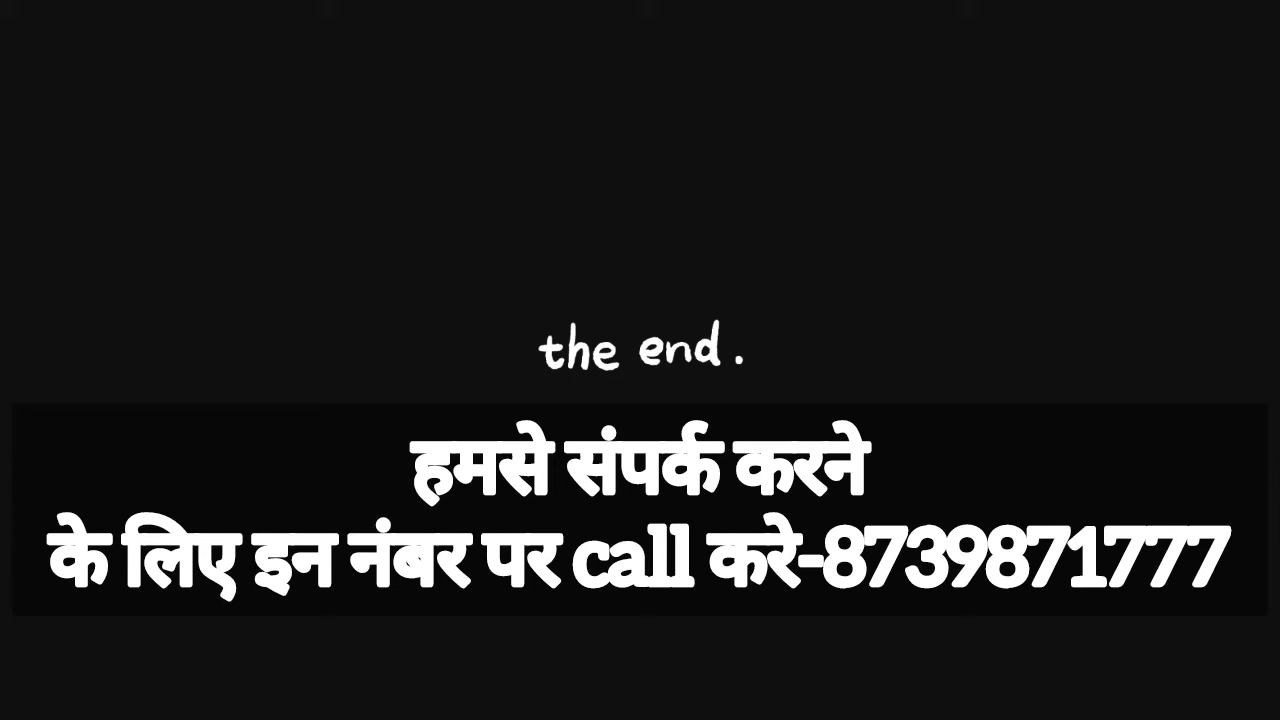 the end.
हमसे संपर्क करने
के लिए इन नंबर पर call करे-8739871777